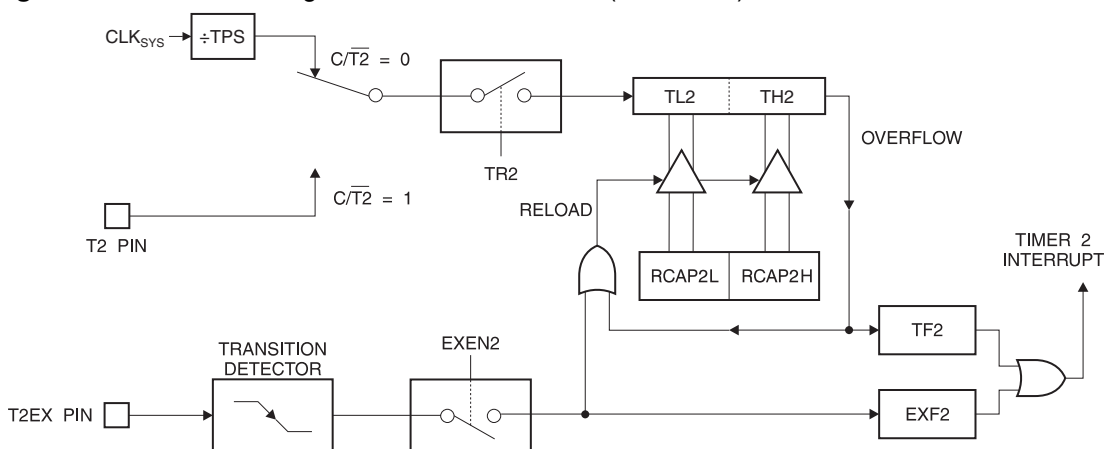 CLKSYS
÷TPS
C/T2 = 0
TL2
TH2
OVERFLOW
TR2
C/T2 = 1
RELOAD
T2 PIN
RCAP2L
RCAP2H
TIMER 2
INTERRUPT
TF2
EXEN2
TRANSITION
DETECTOR
T2EX PIN
EXF2